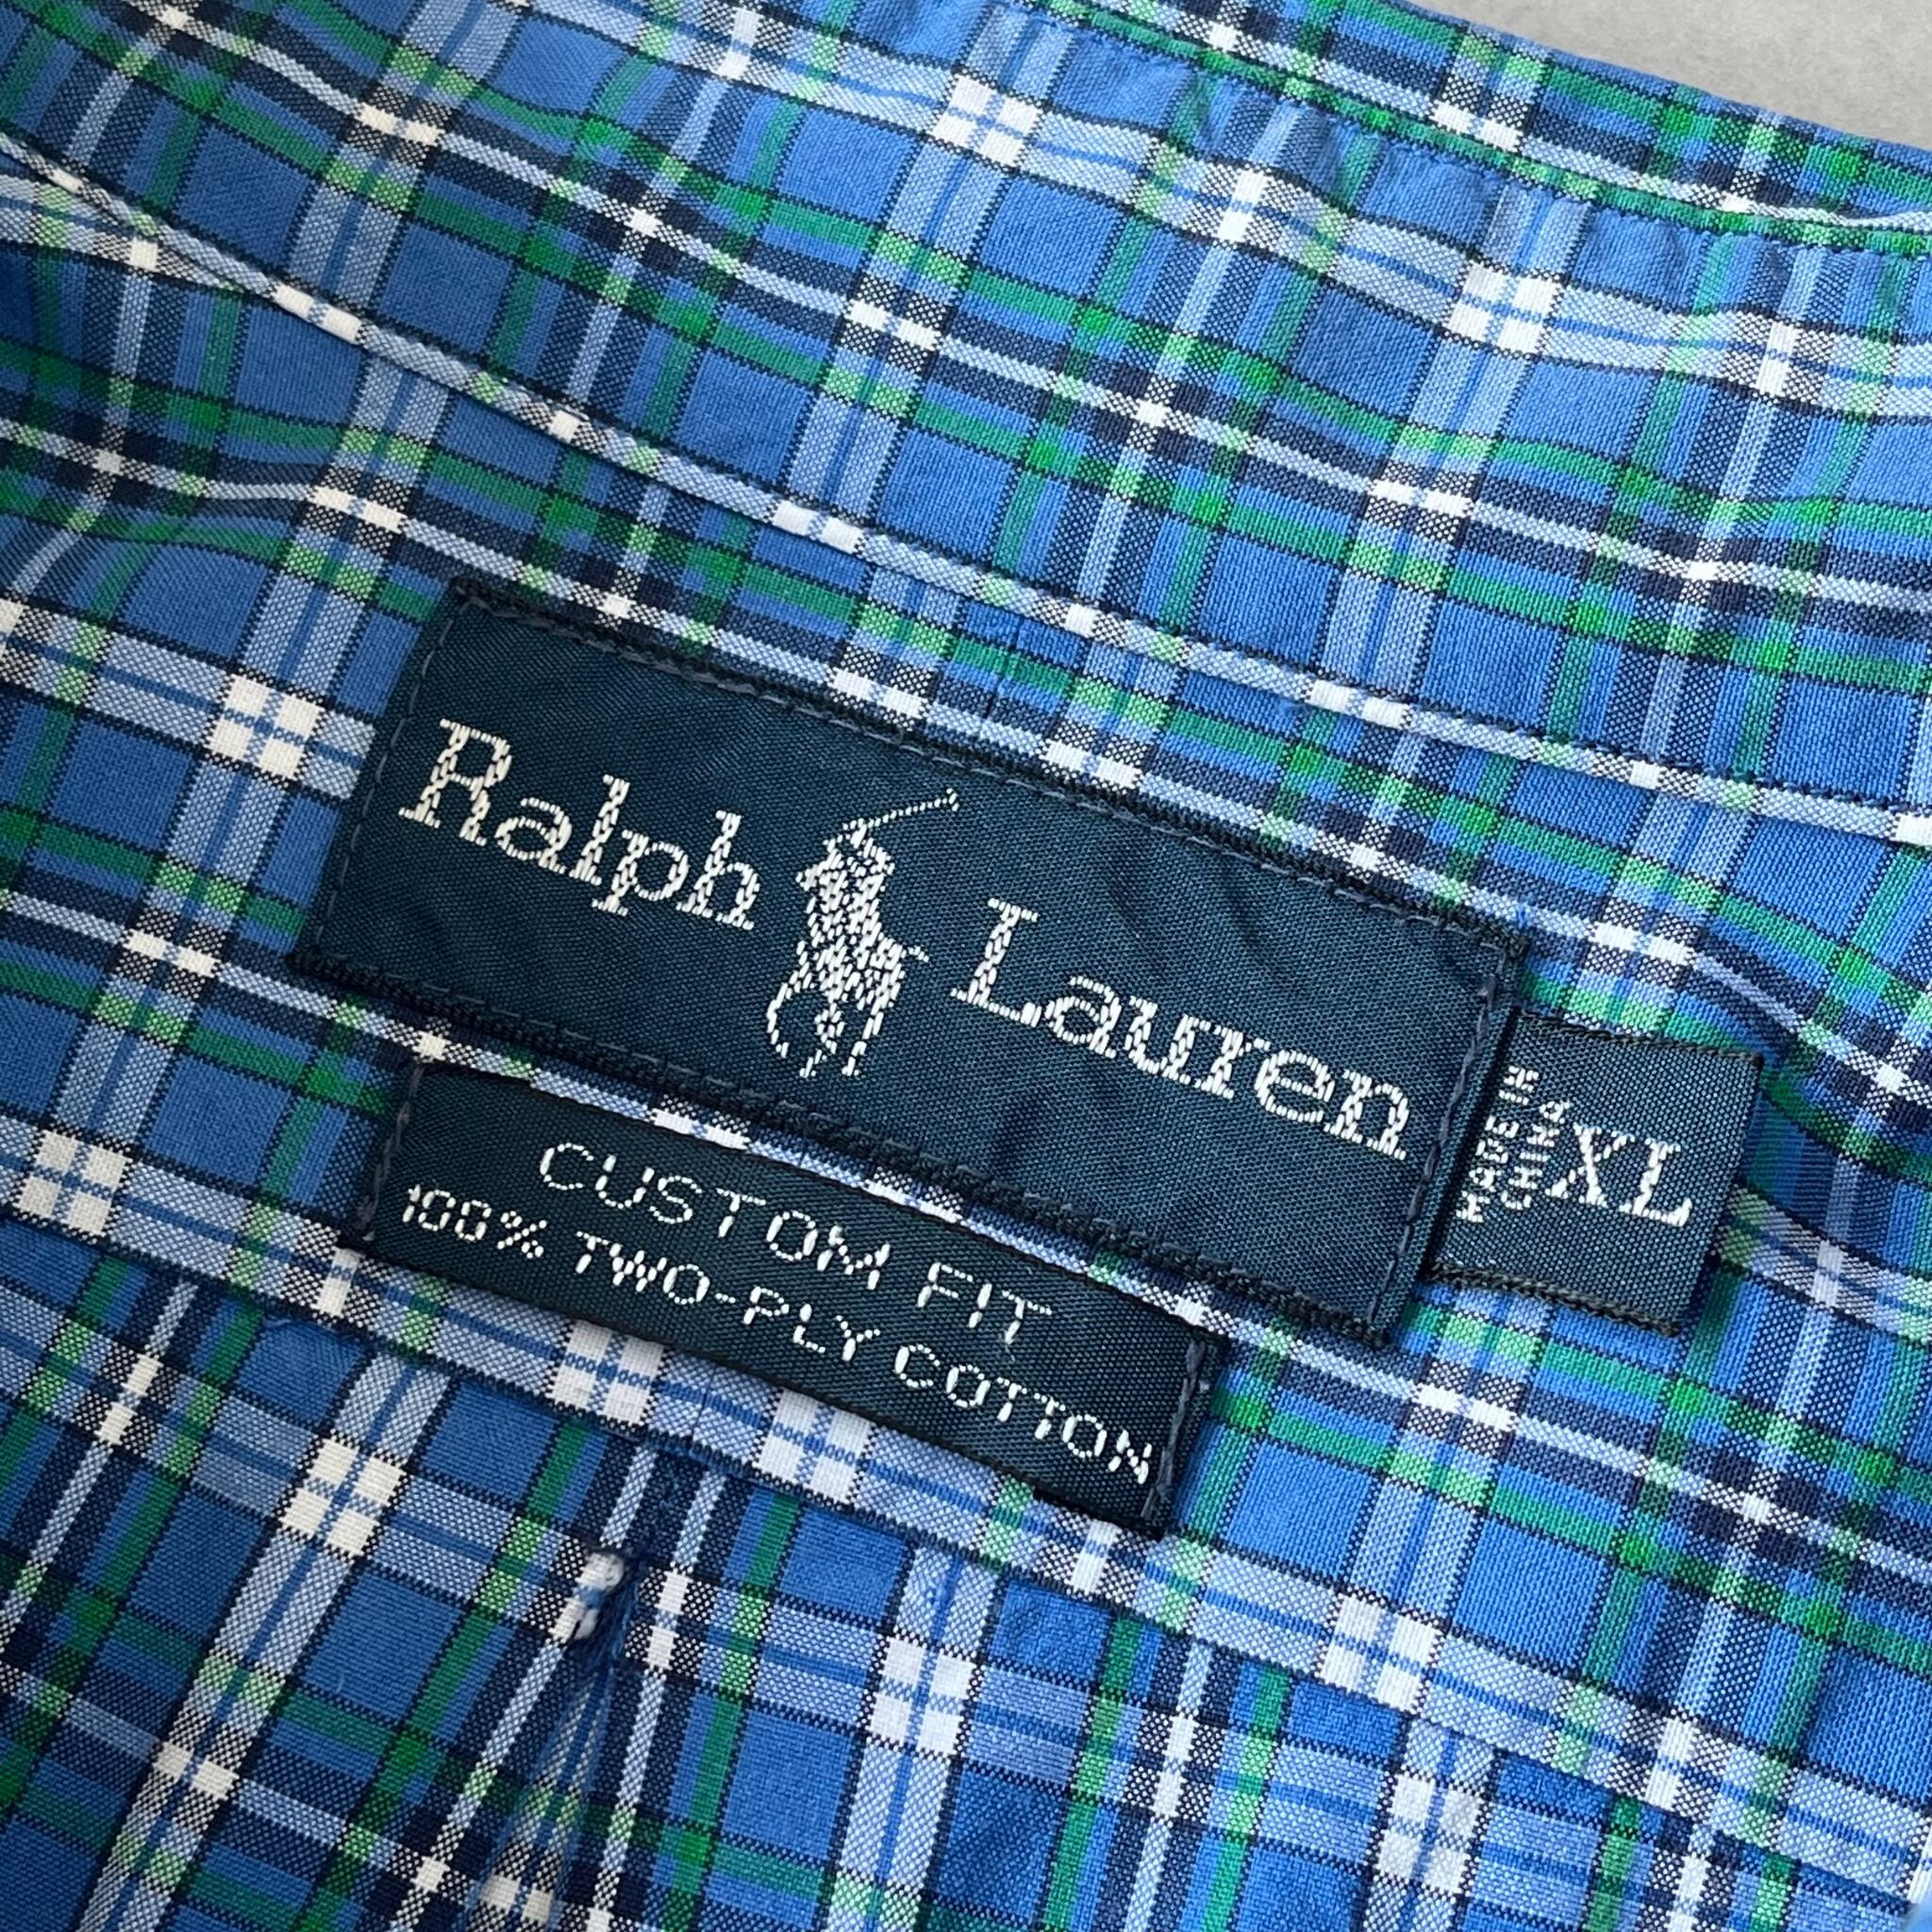 Ralph Lauren
MADE IN
CHINA
XL
CUSTOM FIT
100% TWO-PLY COTTON